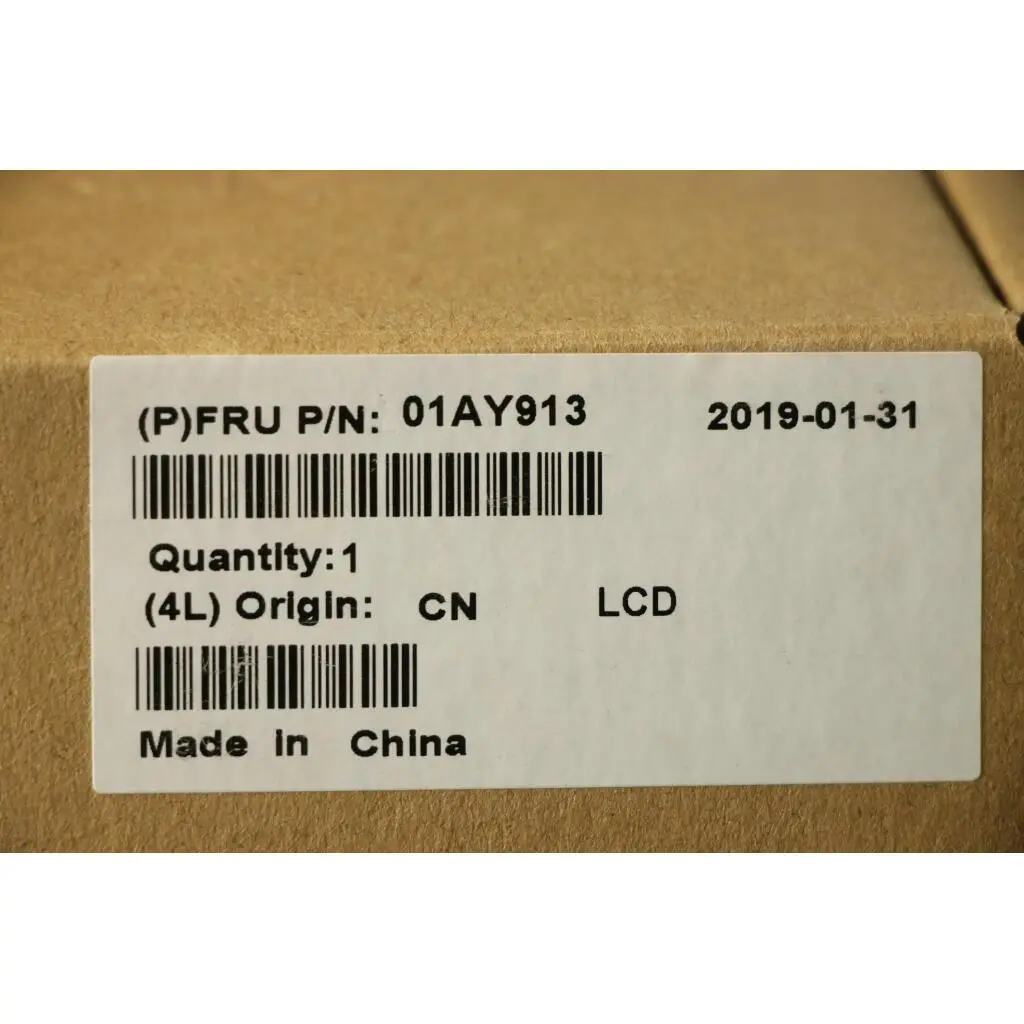 (P)FRU P/N: 01AY913 2019-01-31
Quantity:1
(4L) Origin: CN LCD
Made in China